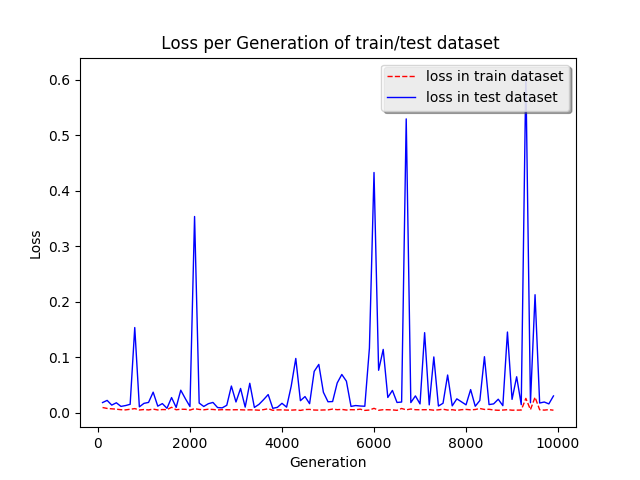 Loss per Generation of train/test dataset
loss in train dataset
loss in test dataset
0.6
0.5
0.4
0.3
0.2
0.1
0.0
Loss
0 2000 4000 6000 8000 10000
Generation